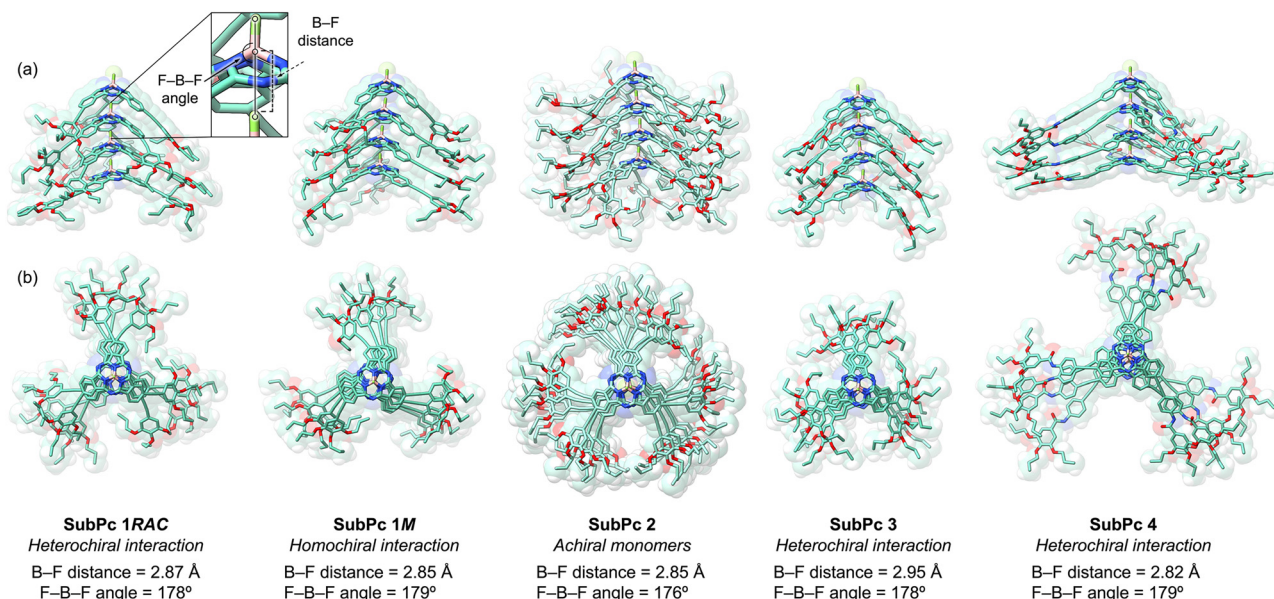 B–F
distance
(a)
F–B–F
angle
(b)
SubPc 1RAC
Heterochiral interaction
B–F distance = 2.87 Å
F–B–F angle = 178º
SubPc 1M
Homochiral interaction
B–F distance = 2.85 Å
F–B–F angle = 179º
SubPc 2
Achiral monomers
B–F distance = 2.85 Å
F–B–F angle = 176º
SubPc 3
Heterochiral interaction
B–F distance = 2.95 Å
F–B–F angle = 178º
SubPc 4
Heterochiral interaction
B–F distance = 2.82 Å
F–B–F angle = 179º